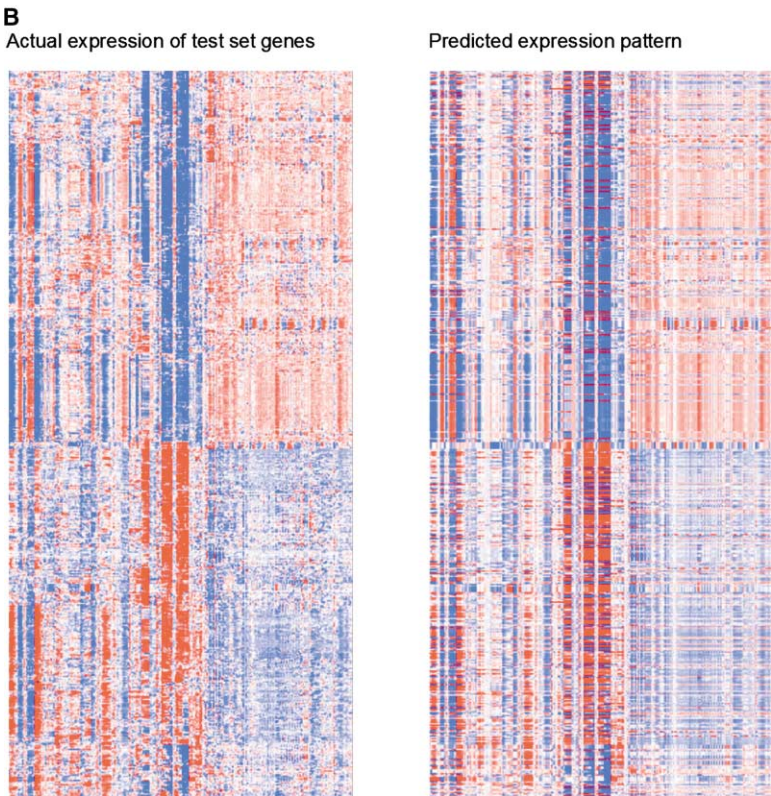 B
Actual expression of test set genes
Predicted expression pattern